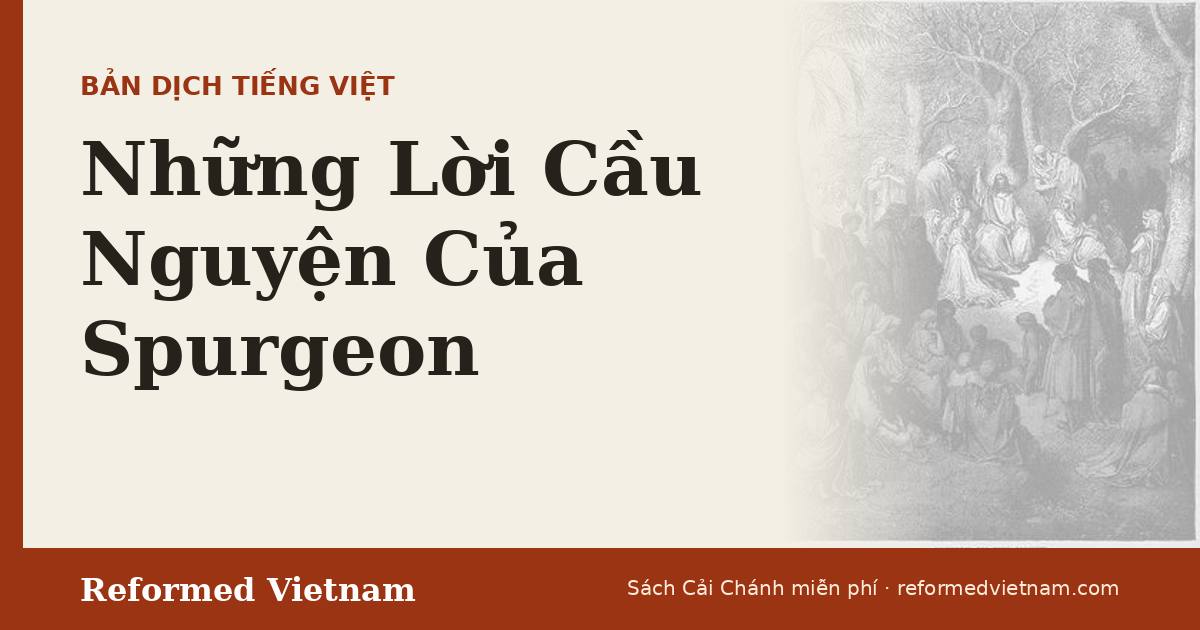 BẢN DỊCH TIẾNG VIỆT
Những Lời Cầu
Nguyện Của
Spurgeon
Reformed Vietnam
Sách Cải Chánh miễn phí · reformedvietnam.com